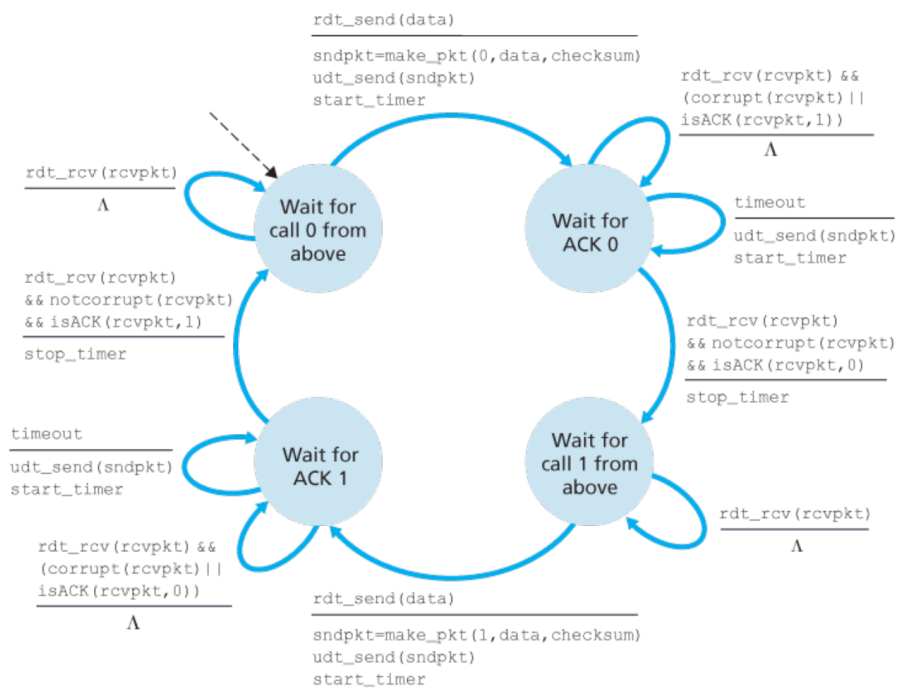 rdt_send(data)
sndpkt=make_pkt(0,data,checksum)
udt_send(sndpkt)
start_timer
rdt_rcv(rcvpkt) &&
(corrupt(rcvpkt)||
isACK(rcvpkt,1))
Λ
rdt_rcv(rcvpkt)
Λ
Wait for
call 0 from
above
Wait for
ACK 0
timeout
udt_send(sndpkt)
start_timer
rdt_rcv(rcvpkt)
&& notcorrupt(rcvpkt)
&& isACK(rcvpkt,1)
stop_timer
rdt_rcv(rcvpkt)
&& notcorrupt(rcvpkt)
&& isACK(rcvpkt,0)
stop_timer
timeout
udt_send(sndpkt)
start_timer
Wait for
ACK 1
Wait for
call 1 from
above
rdt_rcv(rcvpkt)
Λ
rdt_rcv(rcvpkt) &&
(corrupt(rcvpkt)||
isACK(rcvpkt,0))
Λ
rdt_send(data)
sndpkt=make_pkt(1,data,checksum)
udt_send(sndpkt)
start_timer